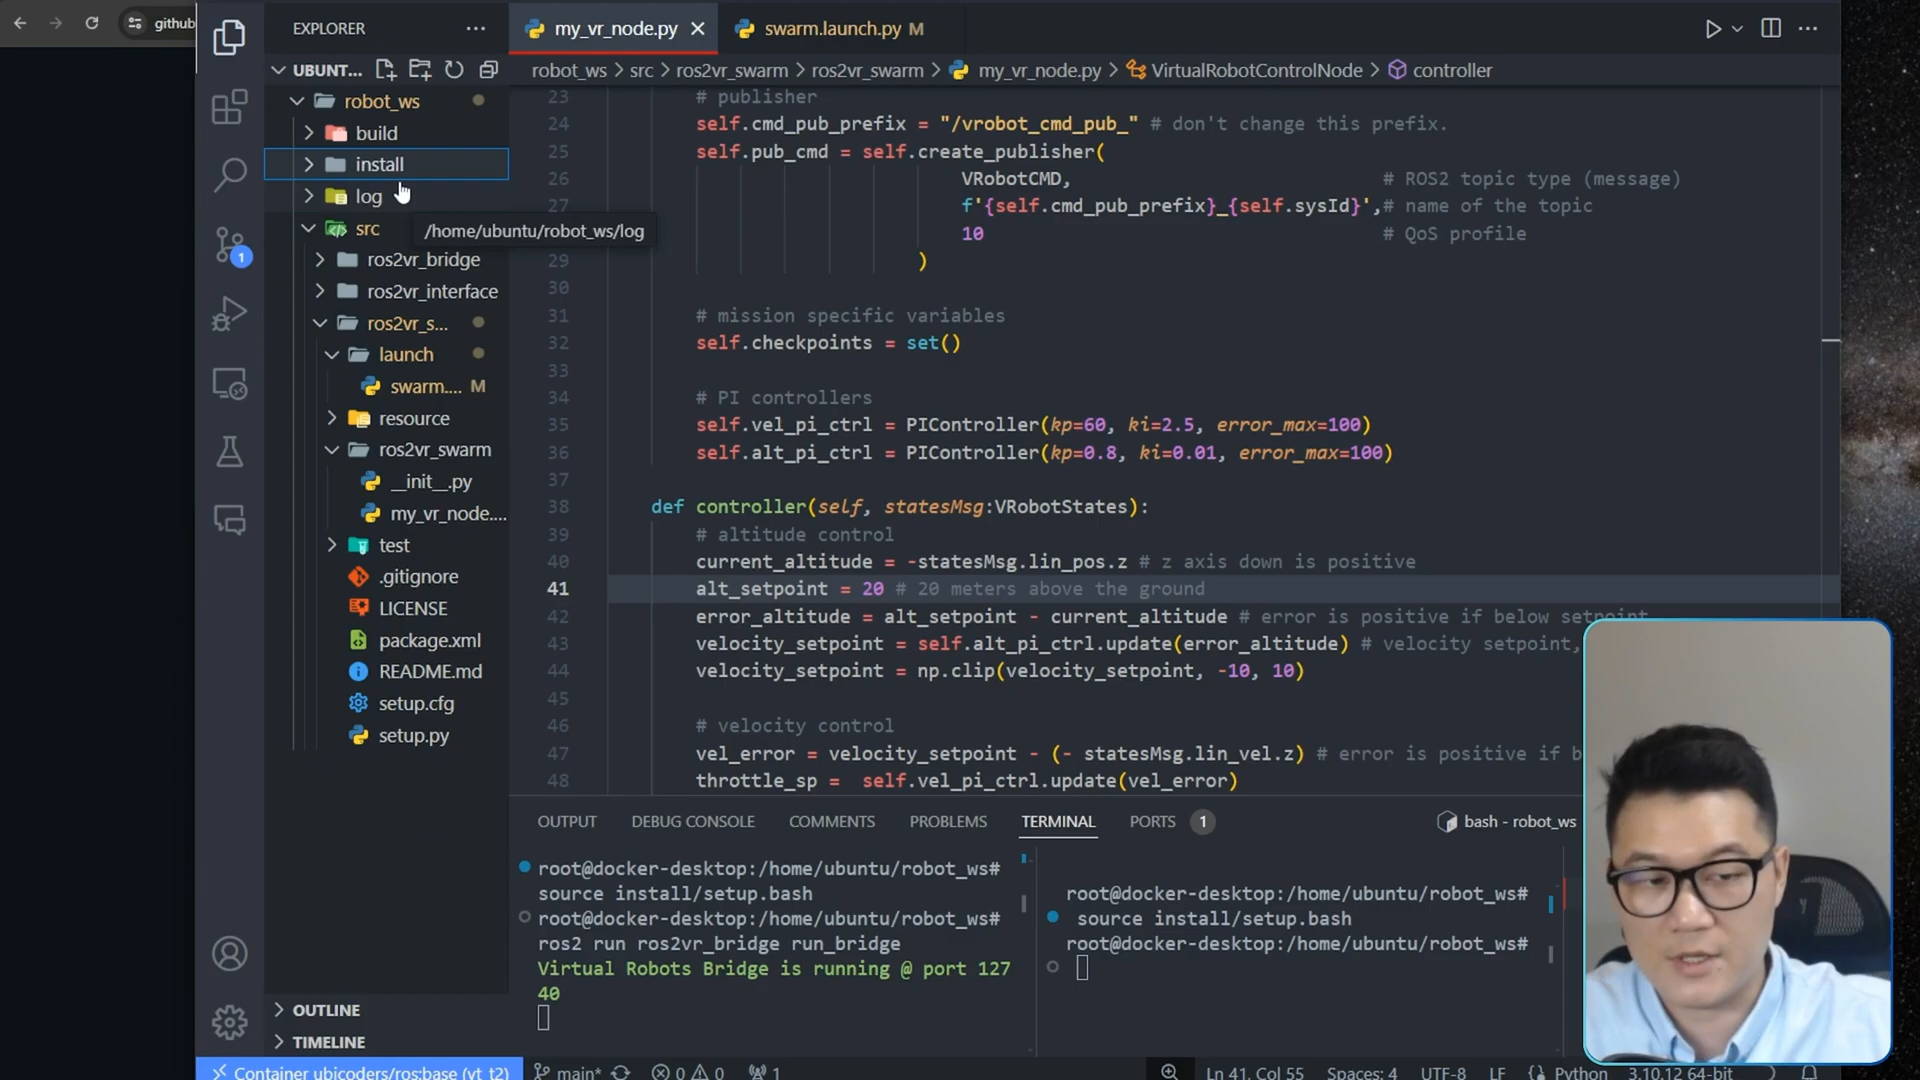 github
EXPLORER
my_vr_node.py
swarm.launch.py M
UBUNT...
robot_ws > src > ros2vr_swarm > ros2vr_swarm > my_vr_node.py > VirtualRobotControlNode > controller
robot_ws
build
install
log
/home/ubuntu/robot_ws/log
src
ros2vr_bridge
ros2vr_interface
ros2vr_s...
launch
swarm.... M
resource
ros2vr_swarm
__init__.py
my_vr_node....
test
.gitignore
LICENSE
package.xml
README.md
setup.cfg
setup.py
OUTLINE
TIMELINE
1
23 # publisher
24 self.cmd_pub_prefix = "/vrobot_cmd_pub_" # don't change this prefix.
25 self.pub_cmd = self.create_publisher(
26 VRobotCMD, # ROS2 topic type (message)
27 f'{self.cmd_pub_prefix}_{self.sysId}',# name of the topic
10 # QoS profile
29 )
30
31 # mission specific variables
32 self.checkpoints = set()
33
34 # PI controllers
35 self.vel_pi_ctrl = PIController(kp=60, ki=2.5, error_max=100)
36 self.alt_pi_ctrl = PIController(kp=0.8, ki=0.01, error_max=100)
37
38 def controller(self, statesMsg:VRobotStates):
39 # altitude control
40 current_altitude = -statesMsg.lin_pos.z # z axis down is positive
41 alt_setpoint = 20 # 20 meters above the ground
42 error_altitude = alt_setpoint - current_altitude # error is positive if below setpoint
43 velocity_setpoint = self.alt_pi_ctrl.update(error_altitude) # velocity setpoint,
44 velocity_setpoint = np.clip(velocity_setpoint, -10, 10)
45
46 # velocity control
47 vel_error = velocity_setpoint - (- statesMsg.lin_vel.z) # error is positive if b
48 throttle_sp = self.vel_pi_ctrl.update(vel_error)
OUTPUT DEBUG CONSOLE COMMENTS PROBLEMS TERMINAL PORTS 1
bash - robot_ws
root@docker-desktop:/home/ubuntu/robot_ws#
source install/setup.bash
root@docker-desktop:/home/ubuntu/robot_ws#
ros2 run ros2vr_bridge run_bridge
Virtual Robots Bridge is running @ port 127
40
root@docker-desktop:/home/ubuntu/robot_ws#
source install/setup.bash
root@docker-desktop:/home/ubuntu/robot_ws#
Container ubicoders/ros:base (yt_t2) main* 0 0 1 Ln 41, Col 55 Spaces: 4 UTF-8 LF Python 3.10.12 64-bit